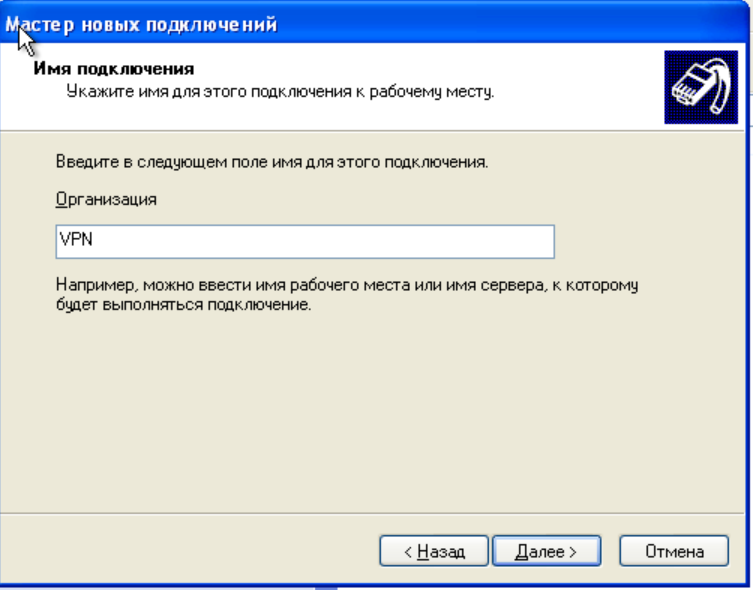 Мастер новых подключений
Имя подключения
Укажите имя для этого подключения к рабочему месту.
Введите в следующем поле имя для этого подключения.
Организация
VPN
Например, можно ввести имя рабочего места или имя сервера, к которому
будет выполняться подключение.
< Назад Далее > Отмена